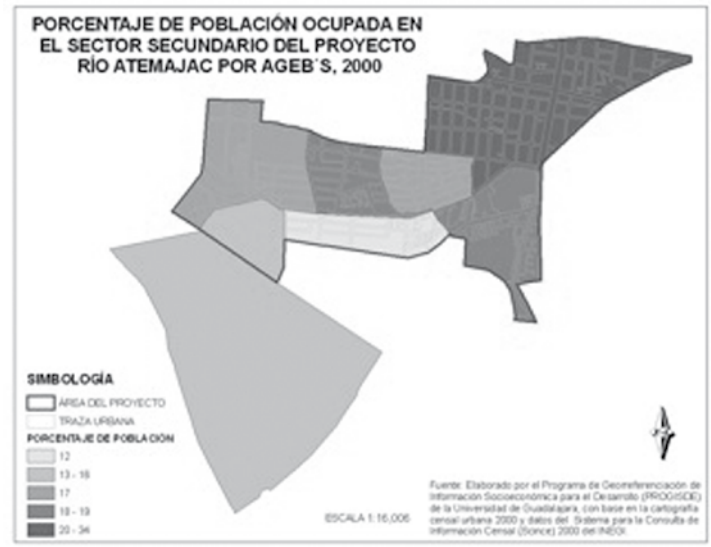 PORCENTAJE DE POBLACIÓN OCUPADA EN
EL SECTOR SECUNDARIO DEL PROYECTO
RÍO ATEMAJAC POR AGEB´S, 2000
SIMBOLOGÍA
ÁREA DEL PROYECTO
TRAZA URBANA
PORCENTAJE DE POBLACIÓN
12
13 - 16
17
18 - 19
20 - 34
ESCALA 1:16,006
Fuente: Elaborado por el Programa de Georreferenciación de
Información Socioeconómica para el Desarrollo (PROGISDE)
de la Universidad de Guadalajara, con base en la cartografía
censal urbana 2000 y datos del Sistema para la Consulta de
Información Censal (Scince) 2000 del INEGI.